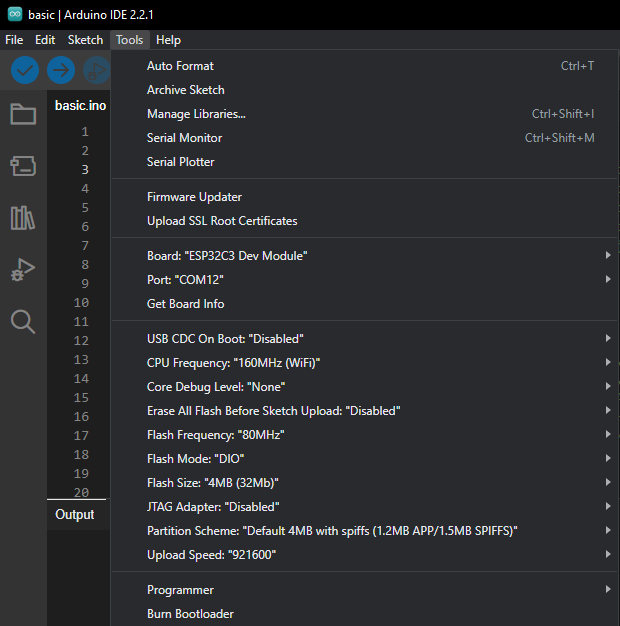 basic | Arduino IDE 2.2.1
File Edit Sketch Tools Help
Auto Format Ctrl+T
Archive Sketch
Manage Libraries... Ctrl+Shift+I
Serial Monitor Ctrl+Shift+M
Serial Plotter
Firmware Updater
Upload SSL Root Certificates
Board: "ESP32C3 Dev Module"
Port: "COM12"
Get Board Info
USB CDC On Boot: "Disabled"
CPU Frequency: "160MHz (WiFi)"
Core Debug Level: "None"
Erase All Flash Before Sketch Upload: "Disabled"
Flash Frequency: "80MHz"
Flash Mode: "DIO"
Flash Size: "4MB (32Mb)"
JTAG Adapter: "Disabled"
Partition Scheme: "Default 4MB with spiffs (1.2MB APP/1.5MB SPIFFS)"
Upload Speed: "921600"
Programmer
Burn Bootloader
basic.ino
1
2
3
4
5
6
7
8
9
10
11
12
13
14
15
16
17
18
19
20
Output